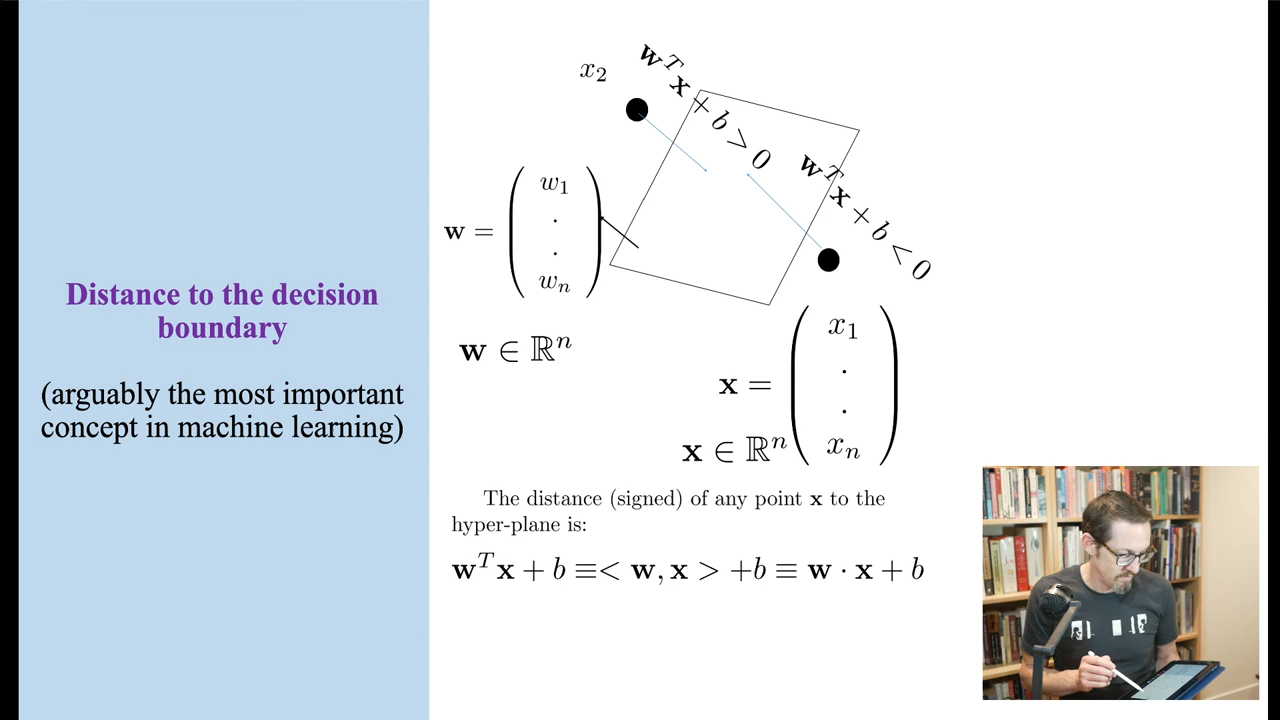 Distance to the decision
boundary
(arguably the most important
concept in machine learning)
x₂
𝐰ᵀ𝐱 + b > 0
𝐰ᵀ𝐱 + b < 0
𝐰 = ( w₁ . . wₙ )
𝐰 ∈ ℝⁿ
𝐱 = ( x₁ . . xₙ )
𝐱 ∈ ℝⁿ
The distance (signed) of any point 𝐱 to the
hyper-plane is:
𝐰ᵀ𝐱 + b ≡< 𝐰, 𝐱 > +b ≡ 𝐰 · 𝐱 + b